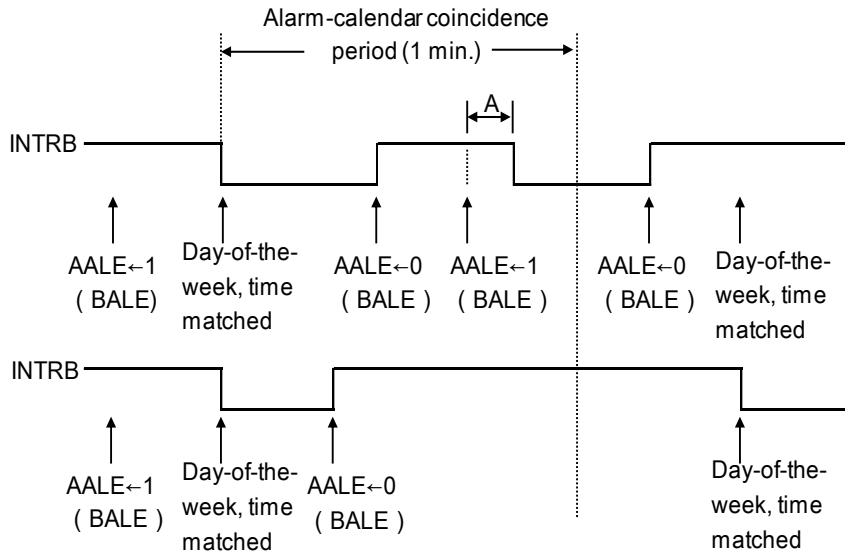 Alarm-calendar coincidence
period (1 min.)
A
INTRB
AALE←1
( BALE)
Day-of-the-
week, time
matched
AALE←0
( BALE )
AALE←1
( BALE )
AALE←0
( BALE )
Day-of-the-
week, time
matched
INTRB
AALE←1
( BALE)
Day-of-the-
week, time
matched
AALE←0
( BALE )
Day-of-the-
week, time
matched